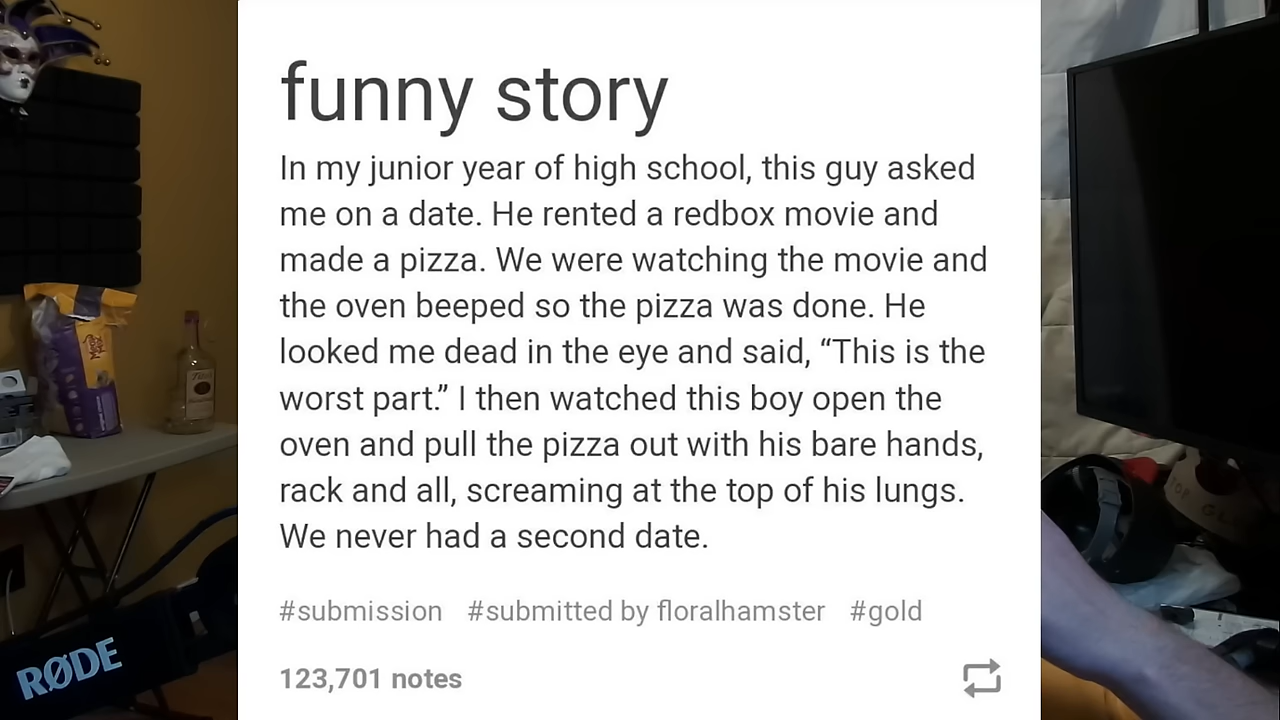 funny story
In my junior year of high school, this guy asked
me on a date. He rented a redbox movie and
made a pizza. We were watching the movie and
the oven beeped so the pizza was done. He
looked me dead in the eye and said, “This is the
worst part.” I then watched this boy open the
oven and pull the pizza out with his bare hands,
rack and all, screaming at the top of his lungs.
We never had a second date.
#submission #submitted by floralhamster #gold
123,701 notes
RØDE